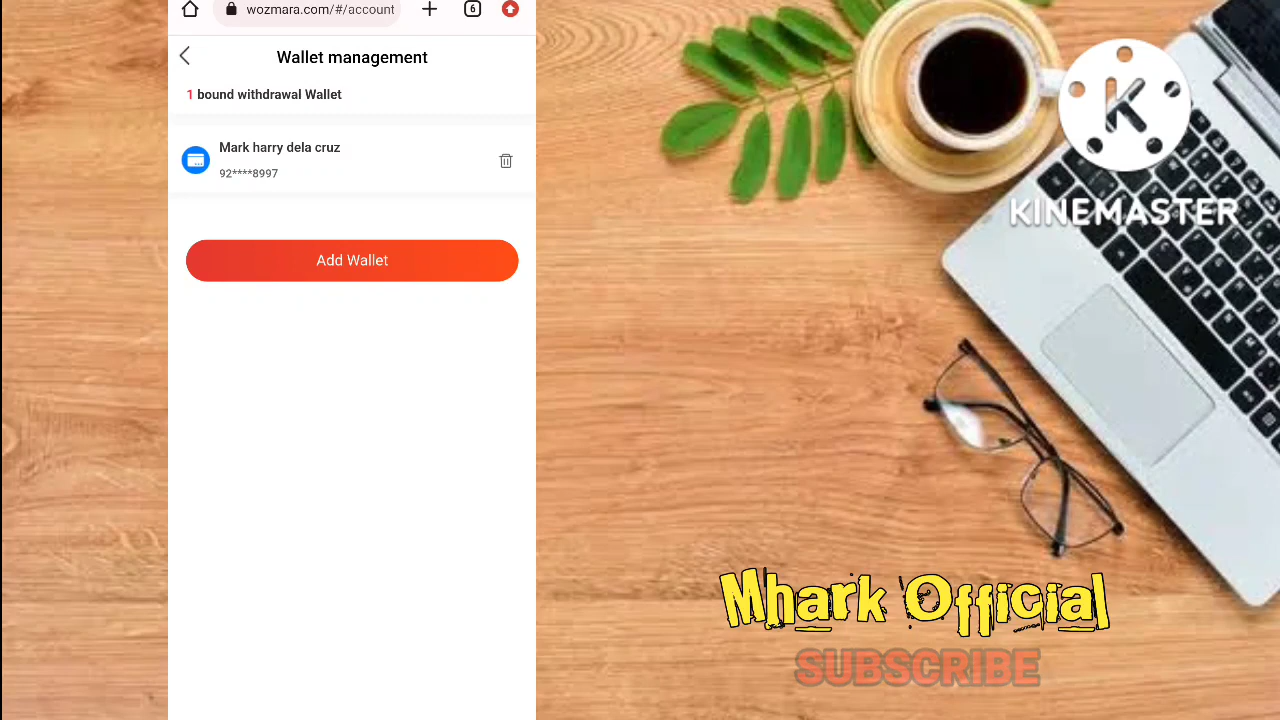 wozmara.com/#/account
6
Wallet management
1 bound withdrawal Wallet
Mark harry dela cruz
92****8997
Add Wallet
K
KINEMASTER
Mhark Official
SUBSCRIBE